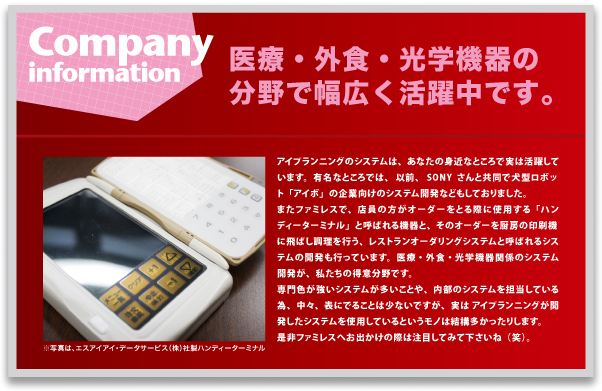 Company
information
医療・外食・光学機器の
分野で幅広く活躍中です。
アイプランニングのシステムは、あなたの身近なところで実は活躍して
います。有名なところでは、以前、SONY さんと共同で犬型ロボッ
ト「アイボ」の企業向けのシステム開発などもしておりました。
またファミレスで、店員の方がオーダーをとる際に使用する「ハン
ディーターミナル」と呼ばれる機器と、そのオーダーを厨房の印刷機
に飛ばし調理を行う、レストランオーダリングシステムと呼ばれるシス
テムの開発も行っています。医療・外食・光学機器関係のシステム
開発が、私たちの得意分野です。
専門色が強いシステムが多いことや、内部のシステムを担当している
為、中々、表にでることは少ないですが、実はアイプランニングが開
発したシステムを使用しているというモノは結構多かったりします。
是非ファミレスへお出かけの際は注目してみて下さいね（笑）。
※写真は、エスアイアイ・データサービス（株）社製ハンディーターミナル